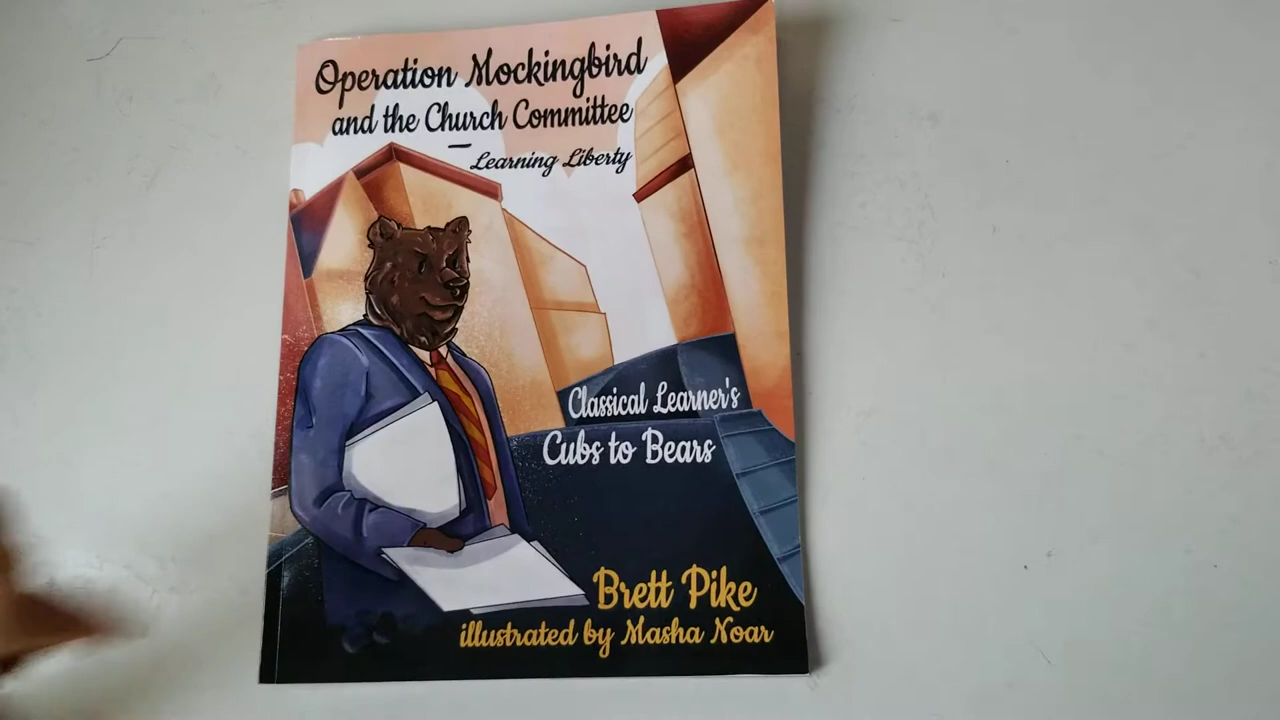 Operation Mockingbird
and the Church Committee
— Learning Liberty
Classical Learner's
Cubs to Bears
Brett Pike
illustrated by Masha Noar